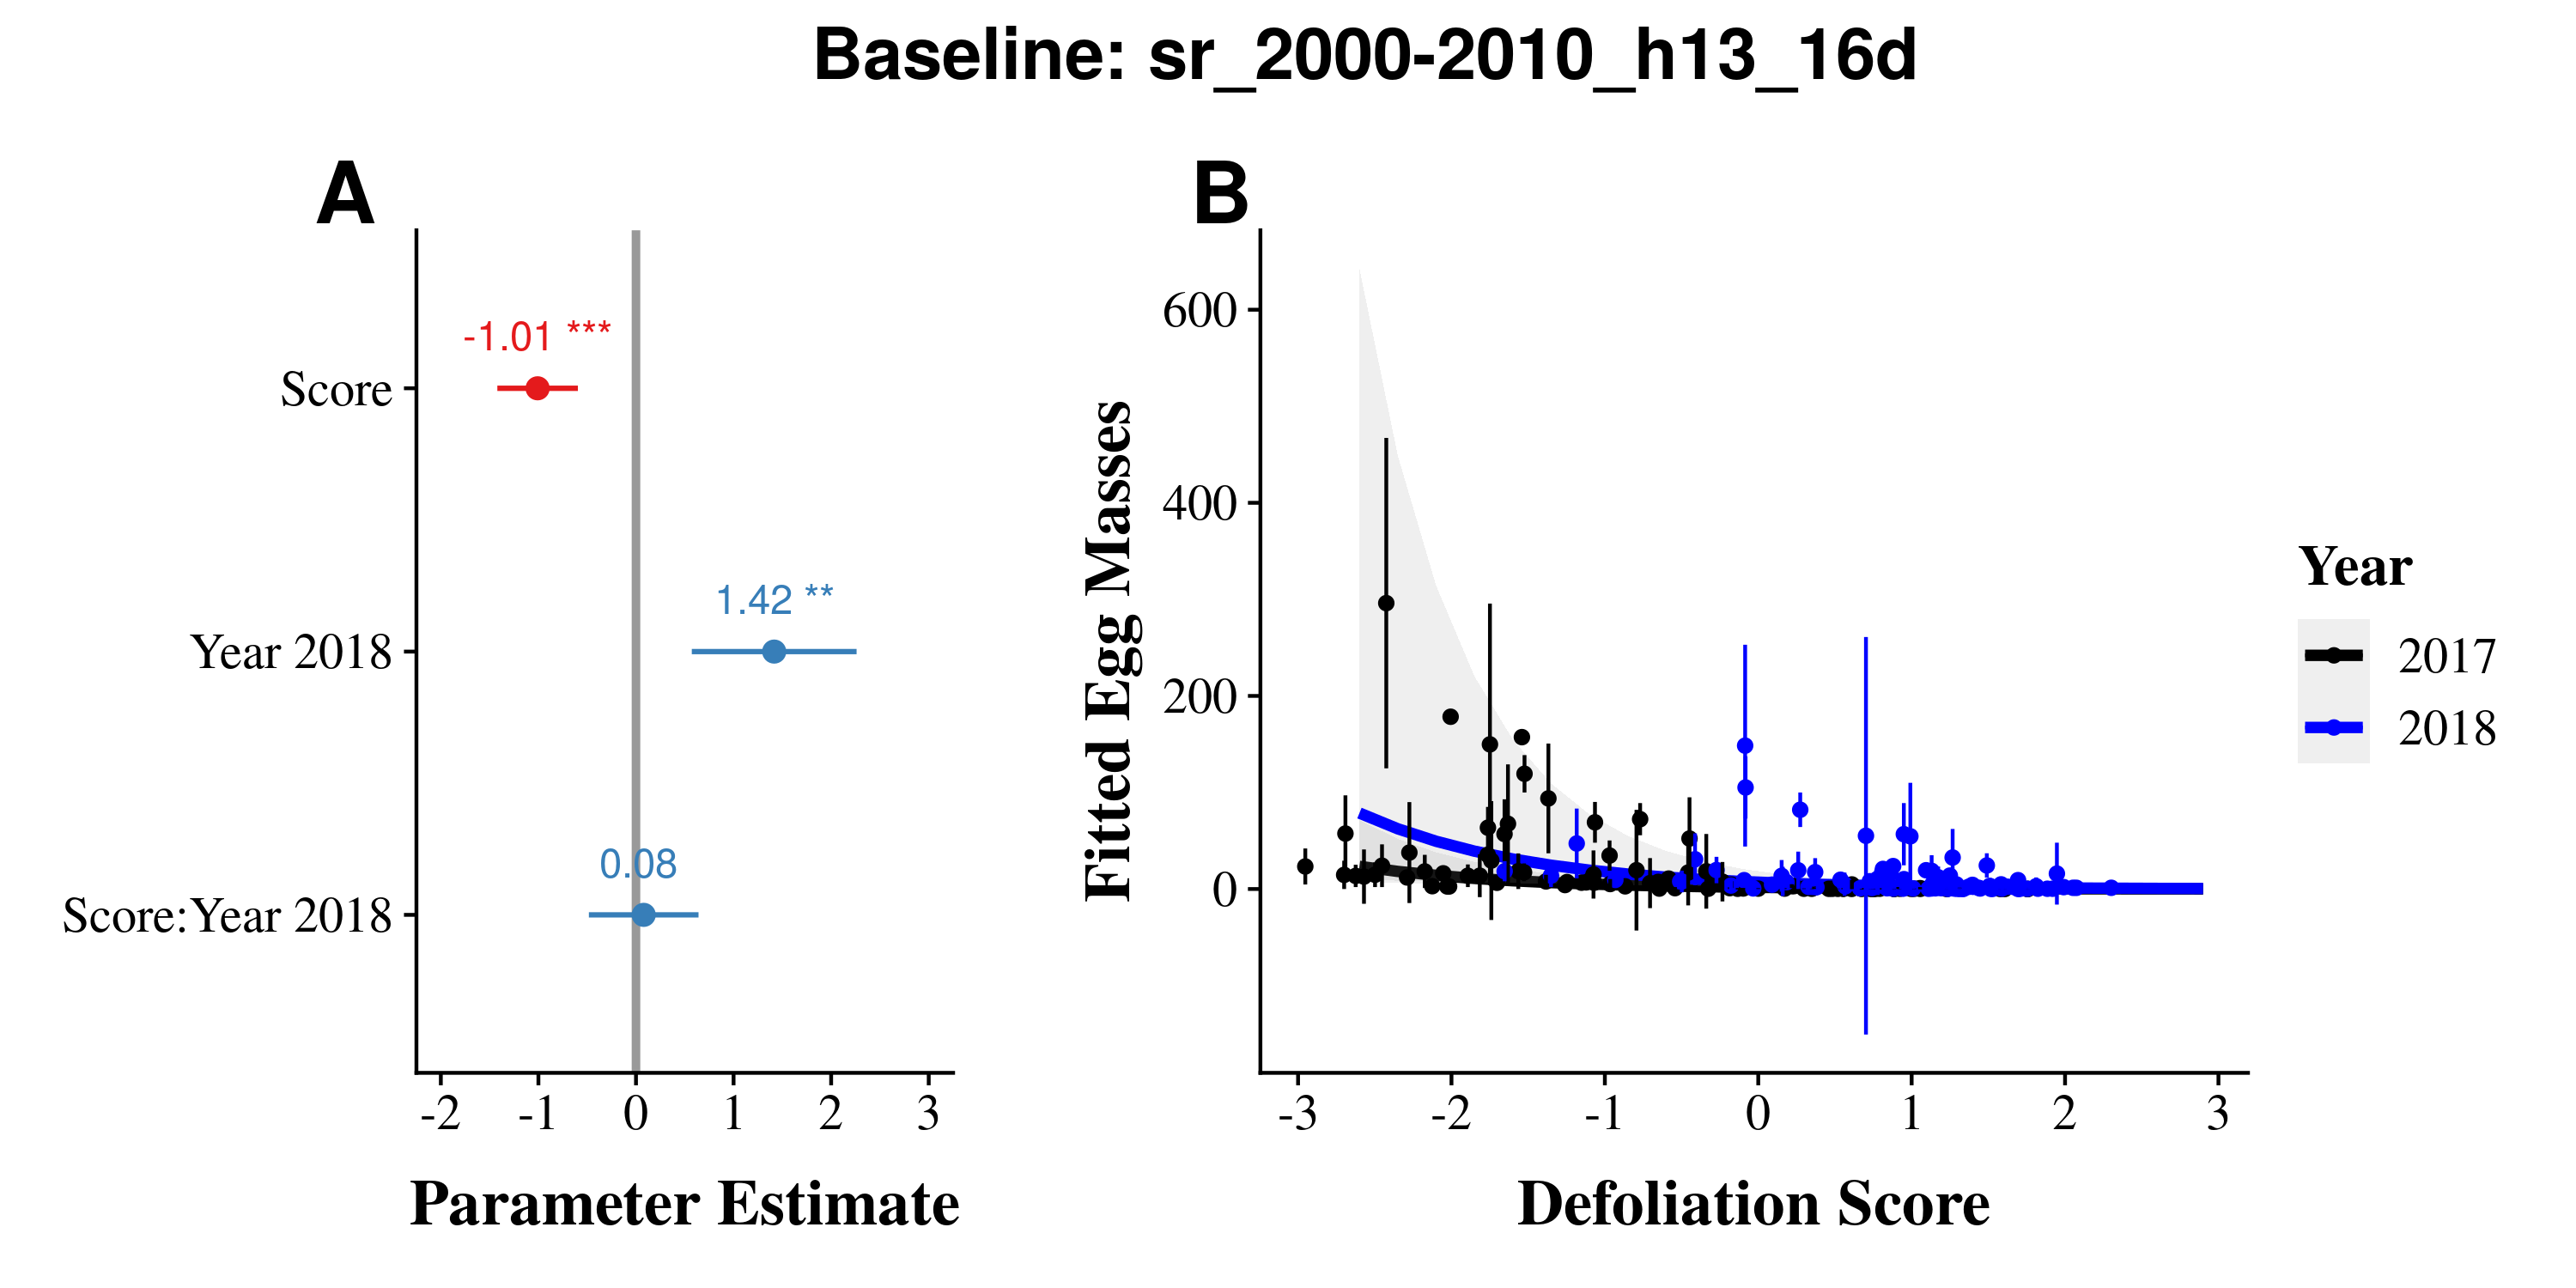 Baseline: sr_2000-2010_h13_16d
A
-1.01 ***
Score
1.42 **
Year 2018
0.08
Score:Year 2018
-2 -1 0 1 2 3
Parameter Estimate
B
Fitted Egg Masses
600
400
200
0
-3 -2 -1 0 1 2 3
Defoliation Score
Year
2017
2018